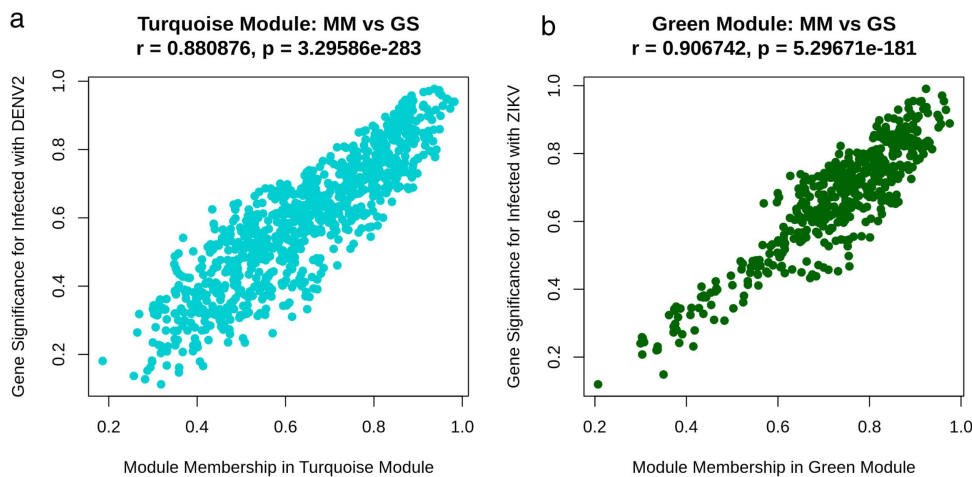 a
Turquoise Module: MM vs GS
r = 0.880876, p = 3.29586e-283
Gene Significance for Infected with DENV2
1.0
0.8
0.6
0.4
0.2
0.2 0.4 0.6 0.8 1.0
Module Membership in Turquoise Module
b
Green Module: MM vs GS
r = 0.906742, p = 5.29671e-181
Gene Significance for Infected with ZIKV
1.0
0.8
0.6
0.4
0.2
0.2 0.4 0.6 0.8 1.0
Module Membership in Green Module